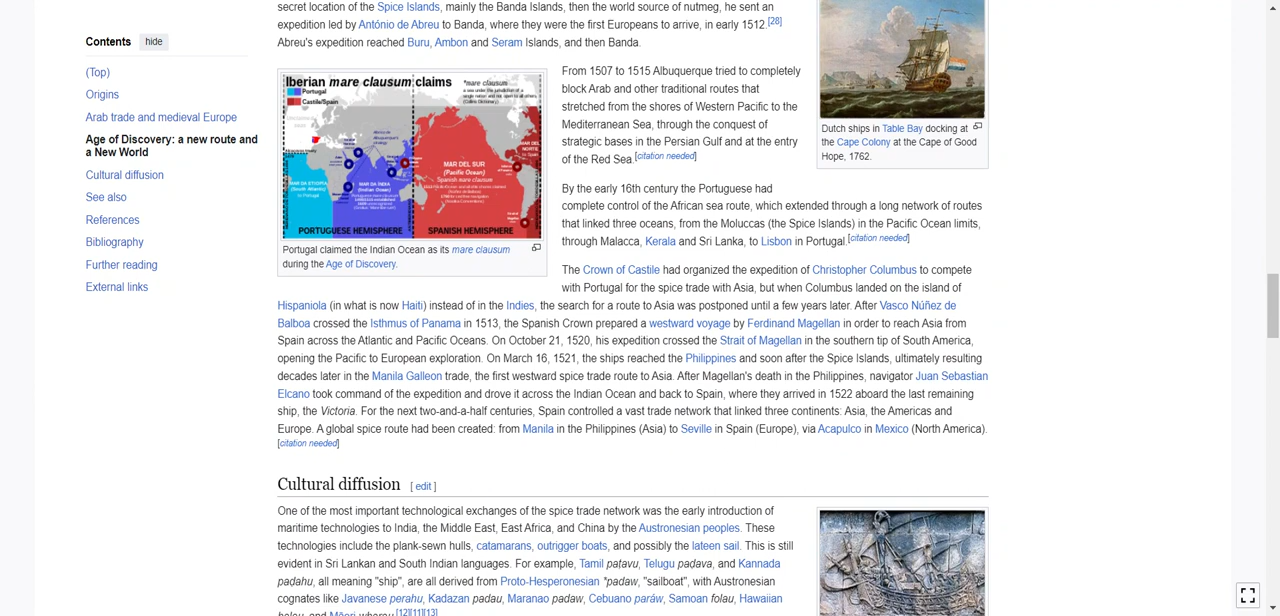 secret location of the Spice Islands, mainly the Banda Islands, then the world source of nutmeg, he sent an
expedition led by António de Abreu to Banda, where they were the first Europeans to arrive, in early 1512.[28]
Abreu's expedition reached Buru, Ambon and Seram Islands, and then Banda.
Contents hide
(Top)
Origins
Arab trade and medieval Europe
Age of Discovery: a new route and
a New World
Cultural diffusion
See also
References
Bibliography
Further reading
External links
Iberian mare clausum claims
*mare clausum
Portugal
Castile/Spain
MAR DEL SUR
(Pacific Ocean)
Spanish mare clausum
MAR DA ÍNDIA
(Indian Ocean)
PORTUGUESE HEMISPHERE SPANISH HEMISPHERE
Portugal claimed the Indian Ocean as its mare clausum
during the Age of Discovery.
From 1507 to 1515 Albuquerque tried to completely
block Arab and other traditional routes that
stretched from the shores of Western Pacific to the
Mediterranean Sea, through the conquest of
strategic bases in the Persian Gulf and at the entry
of the Red Sea.[citation needed]
Dutch ships in Table Bay docking at
the Cape Colony at the Cape of Good
Hope, 1762.
By the early 16th century the Portuguese had
complete control of the African sea route, which extended through a long network of routes
that linked three oceans, from the Moluccas (the Spice Islands) in the Pacific Ocean limits,
through Malacca, Kerala and Sri Lanka, to Lisbon in Portugal.[citation needed]
The Crown of Castile had organized the expedition of Christopher Columbus to compete
with Portugal for the spice trade with Asia, but when Columbus landed on the island of
Hispaniola (in what is now Haiti) instead of in the Indies, the search for a route to Asia was postponed until a few years later. After Vasco Núñez de
Balboa crossed the Isthmus of Panama in 1513, the Spanish Crown prepared a westward voyage by Ferdinand Magellan in order to reach Asia from
Spain across the Atlantic and Pacific Oceans. On October 21, 1520, his expedition crossed the Strait of Magellan in the southern tip of South America,
opening the Pacific to European exploration. On March 16, 1521, the ships reached the Philippines and soon after the Spice Islands, ultimately resulting
decades later in the Manila Galleon trade, the first westward spice trade route to Asia. After Magellan's death in the Philippines, navigator Juan Sebastian
Elcano took command of the expedition and drove it across the Indian Ocean and back to Spain, where they arrived in 1522 aboard the last remaining
ship, the Victoria. For the next two-and-a-half centuries, Spain controlled a vast trade network that linked three continents: Asia, the Americas and
Europe. A global spice route had been created: from Manila in the Philippines (Asia) to Seville in Spain (Europe), via Acapulco in Mexico (North America).
[citation needed]
Cultural diffusion [ edit ]
One of the most important technological exchanges of the spice trade network was the early introduction of
maritime technologies to India, the Middle East, East Africa, and China by the Austronesian peoples. These
technologies include the plank-sewn hulls, catamarans, outrigger boats, and possibly the lateen sail. This is still
evident in Sri Lankan and South Indian languages. For example, Tamil paṭavu, Telugu paḍava, and Kannada
paḍahu, all meaning "ship", are all derived from Proto-Hesperonesian *padaw, "sailboat", with Austronesian
cognates like Javanese perahu, Kadazan padau, Maranao padaw, Cebuano paráw, Samoan folau, Hawaiian
halau, and Māori wharau.[12][11][13]